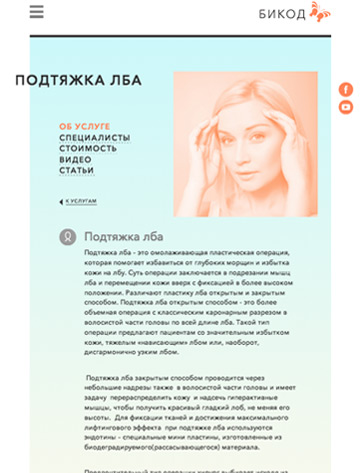 БИКОД
ПОДТЯЖКА ЛБА
ОБ УСЛУГЕ
СПЕЦИАЛИСТЫ
СТОИМОСТЬ
ВИДЕО
СТАТЬИ
К УСЛУГАМ
Подтяжка лба
Подтяжка лба - это омолаживающая пластическая операция,
которая помогает избавиться от глубоких морщин и избытка
кожи на лбу. Суть операции заключается в подрезании мышц
лба и перемещении кожи вверх с фиксацией в более высоком
положении. Различают пластику лба открытым и закрытым
способом. Подтяжка лба открытым способом - это более
объемная операция с классическим каронарным разрезом в
волосистой части головы по всей длине лба. Такой тип
операции предлагают пациентам со значительным избытком
кожи, тяжелым «нависающим» лбом или, наоборот,
дисгармонично узким лбом.
Подтяжка лба закрытым способом проводится через
небольшие надрезы также в волосистой части головы и имеет
задачу перераспределить кожу и надсечь гиперактивные
мышцы, чтобы получить красивый гладкий лоб, не меняя его
высоты. Для фиксации тканей и достижения максимального
лифтингового эффекта при подтяжке лба используются
эндотины - специальные мини пластины, изготовленные из
биодеградируемого(рассасывающегося) материала.